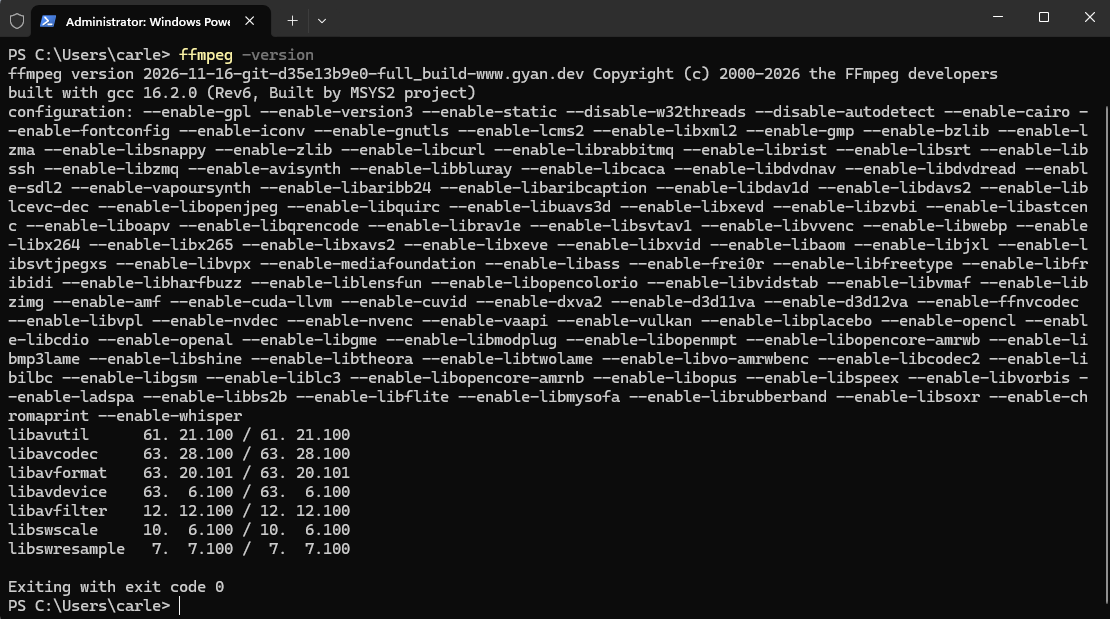 Administrator: Windows Powe
PS C:\Users\carle> ffmpeg -version
ffmpeg version 2026-11-16-git-d35e13b9e0-full_build-www.gyan.dev Copyright (c) 2000-2026 the FFmpeg developers
built with gcc 16.2.0 (Rev6, Built by MSYS2 project)
configuration: --enable-gpl --enable-version3 --enable-static --disable-w32threads --disable-autodetect --enable-cairo -
-enable-fontconfig --enable-iconv --enable-gnutls --enable-lcms2 --enable-libxml2 --enable-gmp --enable-bzlib --enable-l
zma --enable-libsnappy --enable-zlib --enable-libcurl --enable-librabbitmq --enable-librist --enable-libsrt --enable-lib
ssh --enable-libzmq --enable-avisynth --enable-libbluray --enable-libcaca --enable-libdvdnav --enable-libdvdread --enabl
e-sdl2 --enable-vapoursynth --enable-libaribb24 --enable-libaribcaption --enable-libdav1d --enable-libdavs2 --enable-lib
lcevc-dec --enable-libopenjpeg --enable-libquirc --enable-libuavs3d --enable-libxevd --enable-libzvbi --enable-libastcen
c --enable-liboapv --enable-libqrencode --enable-librav1e --enable-libsvtav1 --enable-libvvenc --enable-libwebp --enable
-libx264 --enable-libx265 --enable-libxavs2 --enable-libxeve --enable-libxvid --enable-libaom --enable-libjxl --enable-l
ibsvtjpegxs --enable-libvpx --enable-mediafoundation --enable-libass --enable-frei0r --enable-libfreetype --enable-libfr
ibidi --enable-libharfbuzz --enable-liblensfun --enable-libopencolorio --enable-libvidstab --enable-libvmaf --enable-lib
zimg --enable-amf --enable-cuda-llvm --enable-cuvid --enable-dxva2 --enable-d3d11va --enable-d3d12va --enable-ffnvcodec
--enable-libvpl --enable-nvdec --enable-nvenc --enable-vaapi --enable-vulkan --enable-libplacebo --enable-opencl --enabl
e-libcdio --enable-openal --enable-libgme --enable-libmodplug --enable-libopenmpt --enable-libopencore-amrwb --enable-li
bmp3lame --enable-libshine --enable-libtheora --enable-libtwolame --enable-libvo-amrwbenc --enable-libcodec2 --enable-li
bilbc --enable-libgsm --enable-liblc3 --enable-libopencore-amrnb --enable-libopus --enable-libspeex --enable-libvorbis -
-enable-ladspa --enable-libbs2b --enable-libflite --enable-libmysofa --enable-librubberband --enable-libsoxr --enable-ch
romaprint --enable-whisper
libavutil      61. 21.100 / 61. 21.100
libavcodec     63. 28.100 / 63. 28.100
libavformat    63. 20.101 / 63. 20.101
libavdevice    63.  6.100 / 63.  6.100
libavfilter    12. 12.100 / 12. 12.100
libswscale     10.  6.100 / 10.  6.100
libswresample   7.  7.100 /  7.  7.100
Exiting with exit code 0
PS C:\Users\carle>